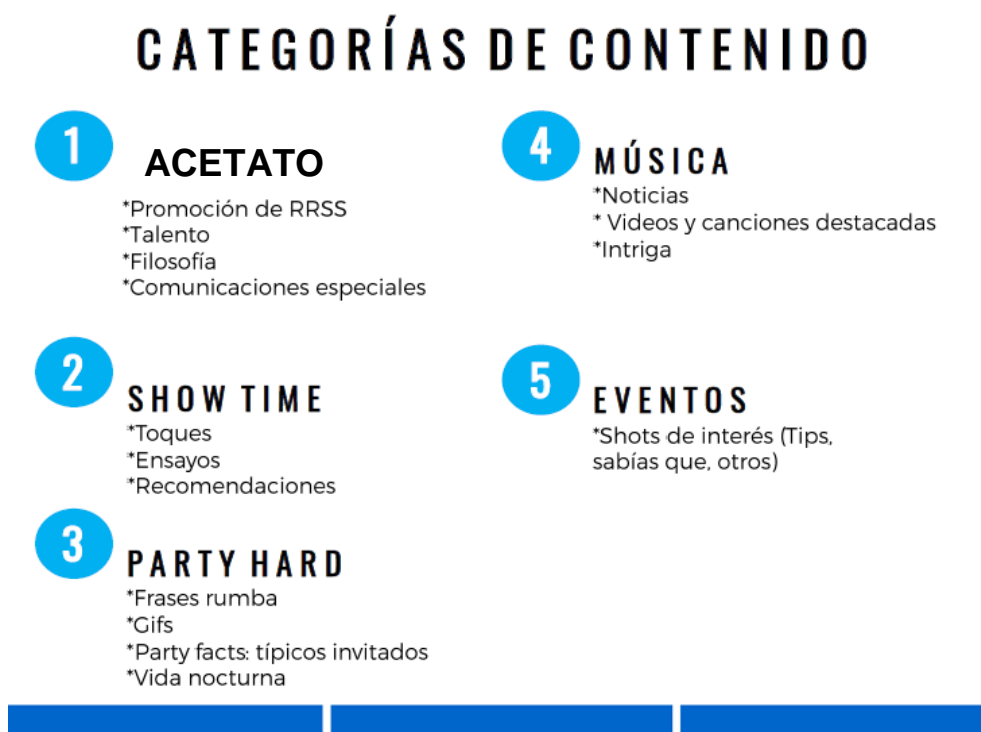 CATEGORÍAS DE CONTENIDO
1
ACETATO
*Promoción de RRSS
*Talento
*Filosofía
*Comunicaciones especiales
2
SHOW TIME
*Toques
*Ensayos
*Recomendaciones
3
PARTY HARD
*Frases rumba
*Gifs
*Party facts: típicos invitados
*Vida nocturna
4
MÚSICA
*Noticias
* Videos y canciones destacadas
*Intriga
5
EVENTOS
*Shots de interés (Tips,
sabías que, otros)